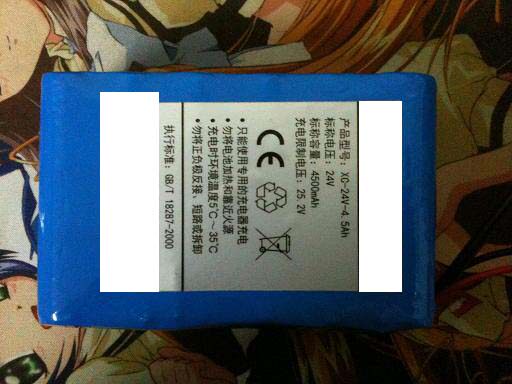 产品型号: XC-24V-4.5Ah
标称电压: 24V
标称容量: 4500mAh
充电限制电压: 25.2V
CE
•只能使用专用的充电器充电
•勿将电池加热和靠近火源
•充电时环境温度5℃~35℃
•勿将正负极反接、短路或拆卸
执行标准: GB/T 18287-2000